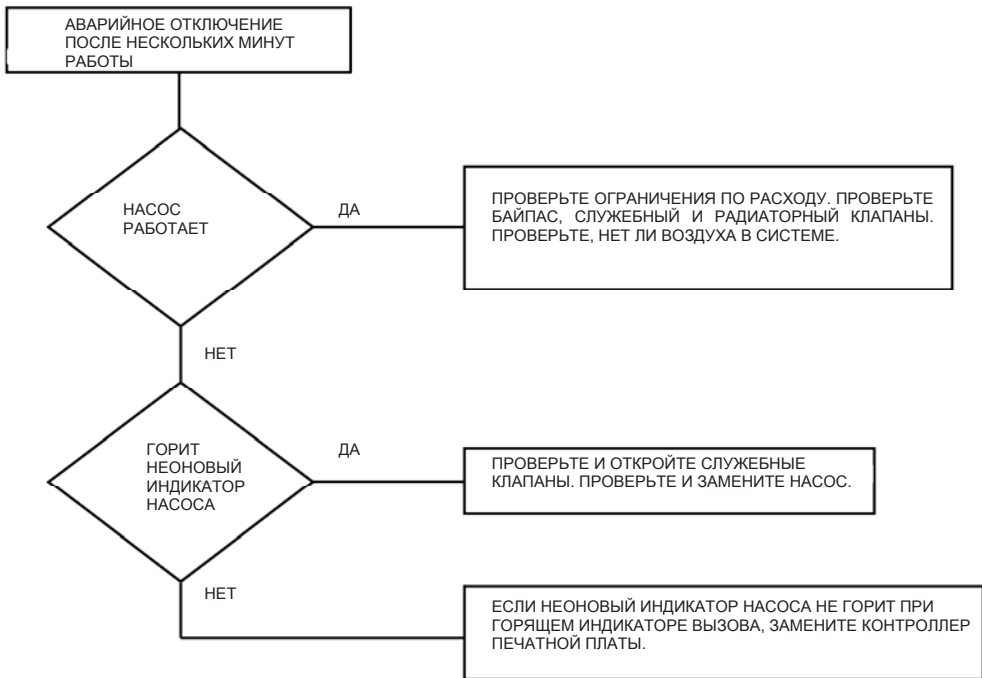 АВАРИЙНОЕ ОТКЛЮЧЕНИЕ
ПОСЛЕ НЕСКОЛЬКИХ МИНУТ
РАБОТЫ
НАСОС
РАБОТАЕТ
ДА
ПРОВЕРЬТЕ ОГРАНИЧЕНИЯ ПО РАСХОДУ. ПРОВЕРЬТЕ
БАЙПАС, СЛУЖЕБНЫЙ И РАДИАТОРНЫЙ КЛАПАНЫ.
ПРОВЕРЬТЕ, НЕТ ЛИ ВОЗДУХА В СИСТЕМЕ.
НЕТ
ГОРИТ
НЕОНОВЫЙ
ИНДИКАТОР
НАСОСА
ДА
ПРОВЕРЬТЕ И ОТКРОЙТЕ СЛУЖЕБНЫЕ
КЛАПАНЫ. ПРОВЕРЬТЕ И ЗАМЕНИТЕ НАСОС.
НЕТ
ЕСЛИ НЕОНОВЫЙ ИНДИКАТОР НАСОСА НЕ ГОРИТ ПРИ
ГОРЯЩЕМ ИНДИКАТОРЕ ВЫЗОВА, ЗАМЕНИТЕ КОНТРОЛЛЕР
ПЕЧАТНОЙ ПЛАТЫ.